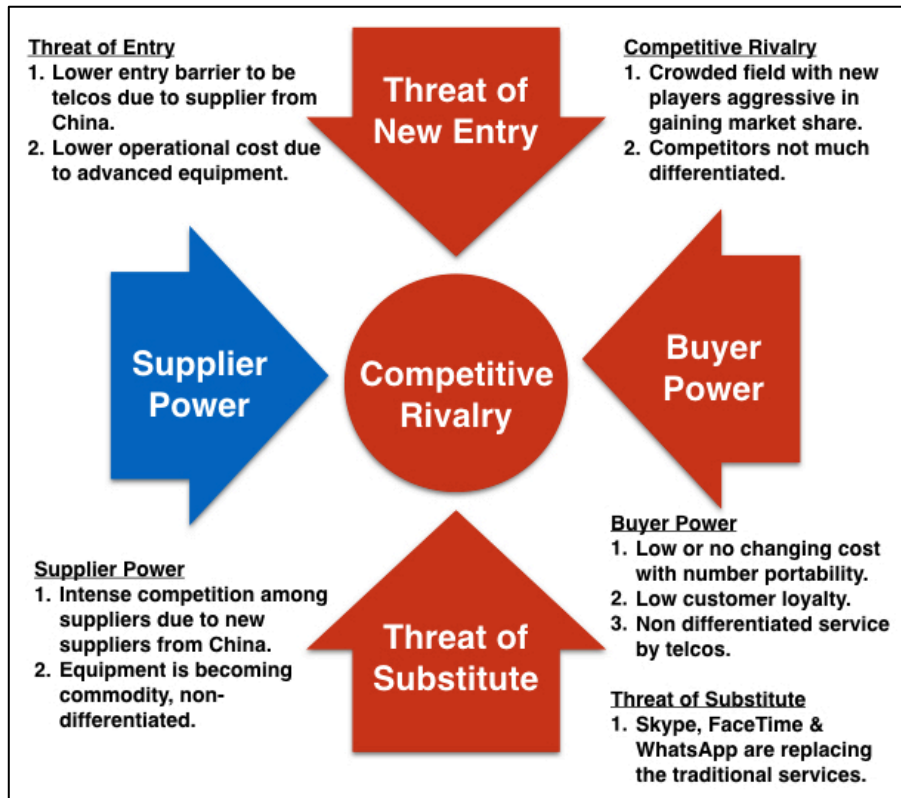 Threat of Entry
1. Lower entry barrier to be
telcos due to supplier from
China.
2. Lower operational cost due
to advanced equipment.
Threat of
New Entry
Competitive Rivalry
1. Crowded field with new
players aggressive in
gaining market share.
2. Competitors not much
differentiated.
Supplier
Power
Competitive
Rivalry
Buyer
Power
Supplier Power
1. Intense competition among
suppliers due to new
suppliers from China.
2. Equipment is becoming
commodity, non-
differentiated.
Threat of
Substitute
Buyer Power
1. Low or no changing cost
with number portability.
2. Low customer loyalty.
3. Non differentiated service
by telcos.
Threat of Substitute
1. Skype, FaceTime &
WhatsApp are replacing
the traditional services.